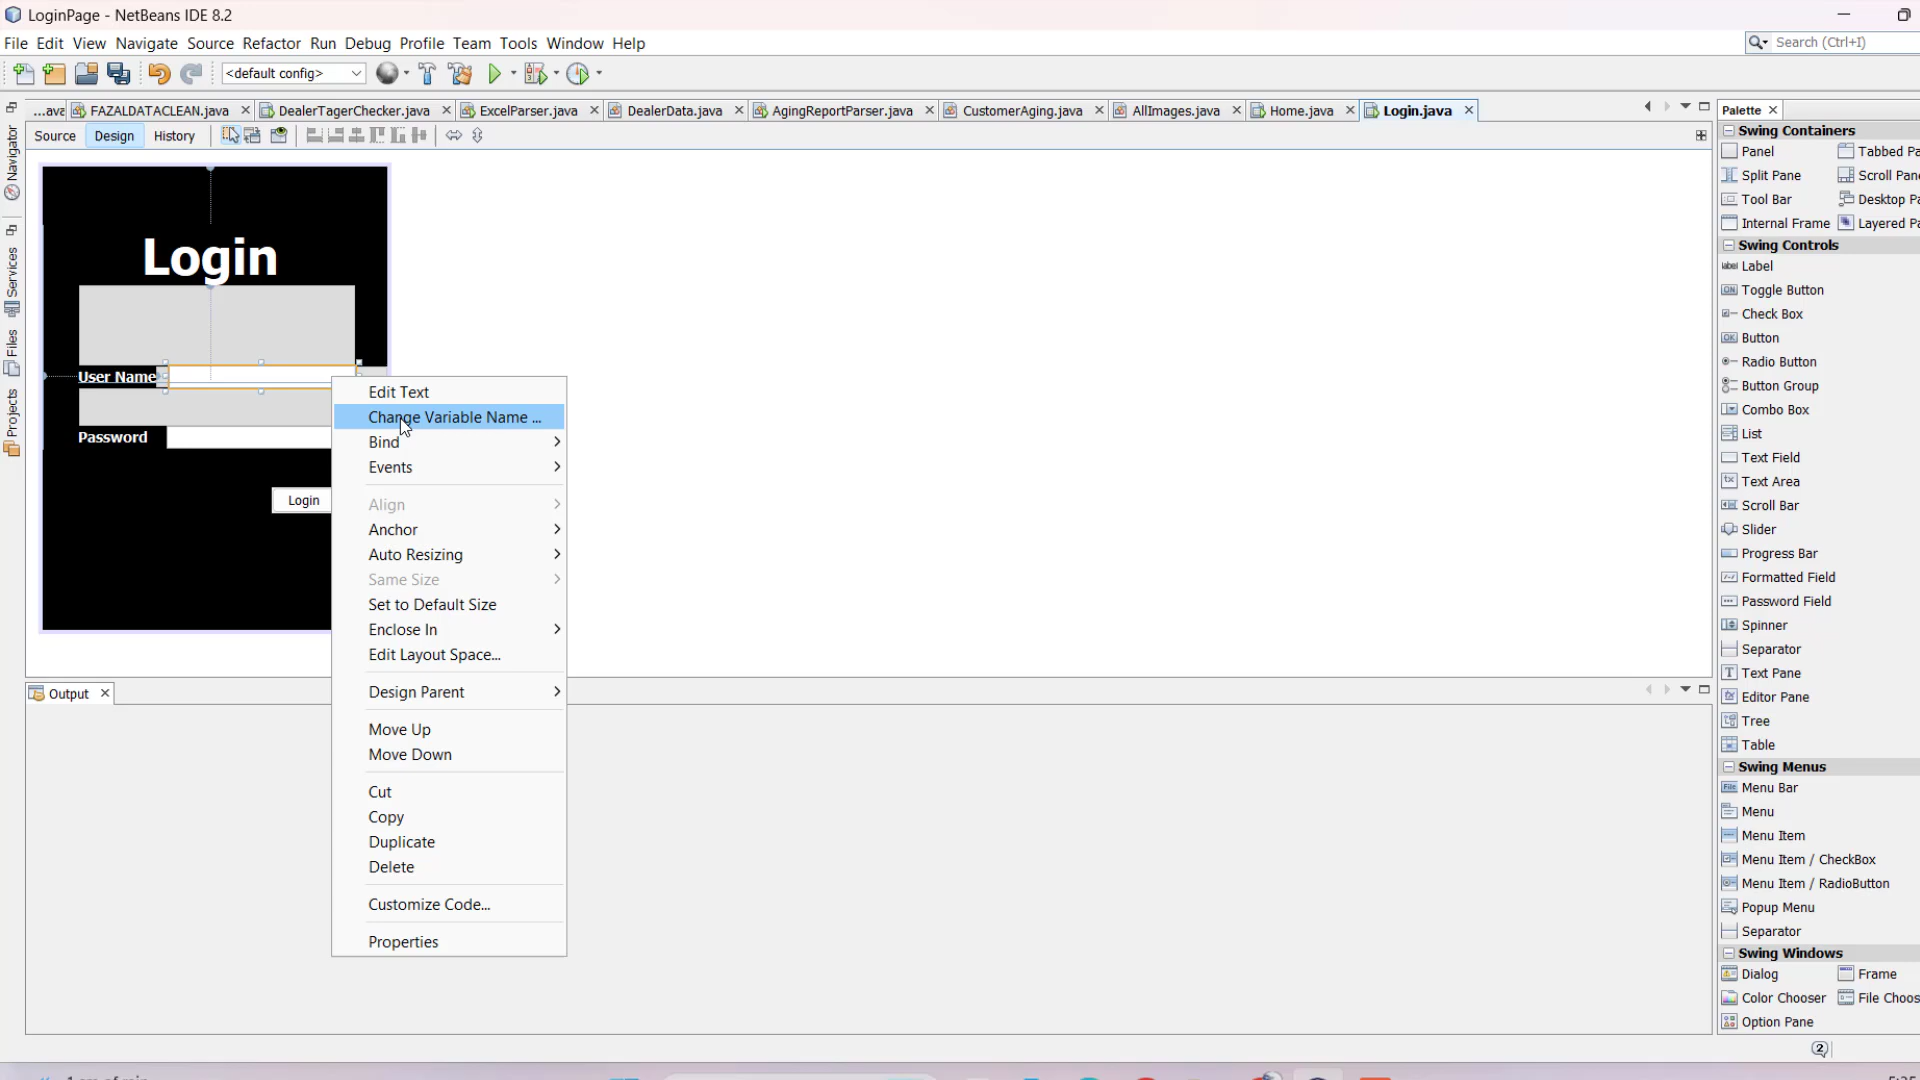 LoginPage - NetBeans IDE 8.2
File Edit View Navigate Source Refactor Run Debug Profile Team Tools Window Help
Search (Ctrl+I)
<default config>
...ava FAZALDATACLEAN.java DealerTagerChecker.java ExcelParser.java DealerData.java AgingReportParser.java CustomerAging.java AllImages.java Home.java Login.java
Palette
Source Design History
Navigator
Services
Files
Projects
Login
User Name
Password
Login
Edit Text
Change Variable Name ...
Bind
Events
Align
Anchor
Auto Resizing
Same Size
Set to Default Size
Enclose In
Edit Layout Space...
Design Parent
Move Up
Move Down
Cut
Copy
Duplicate
Delete
Customize Code...
Properties
Output
Swing Containers
Panel Tabbed Pa
Split Pane Scroll Pane
Tool Bar Desktop Pa
Internal Frame Layered Pa
Swing Controls
label Label
ON Toggle Button
Check Box
OK Button
Radio Button
Button Group
Combo Box
List
Text Field
Text Area
Scroll Bar
Slider
Progress Bar
Formatted Field
Password Field
Spinner
Separator
Text Pane
Editor Pane
Tree
Table
Swing Menus
File Menu Bar
Menu
Menu Item
Menu Item / CheckBox
Menu Item / RadioButton
Popup Menu
Separator
Swing Windows
Dialog Frame
Color Chooser File Choos
Option Pane
2